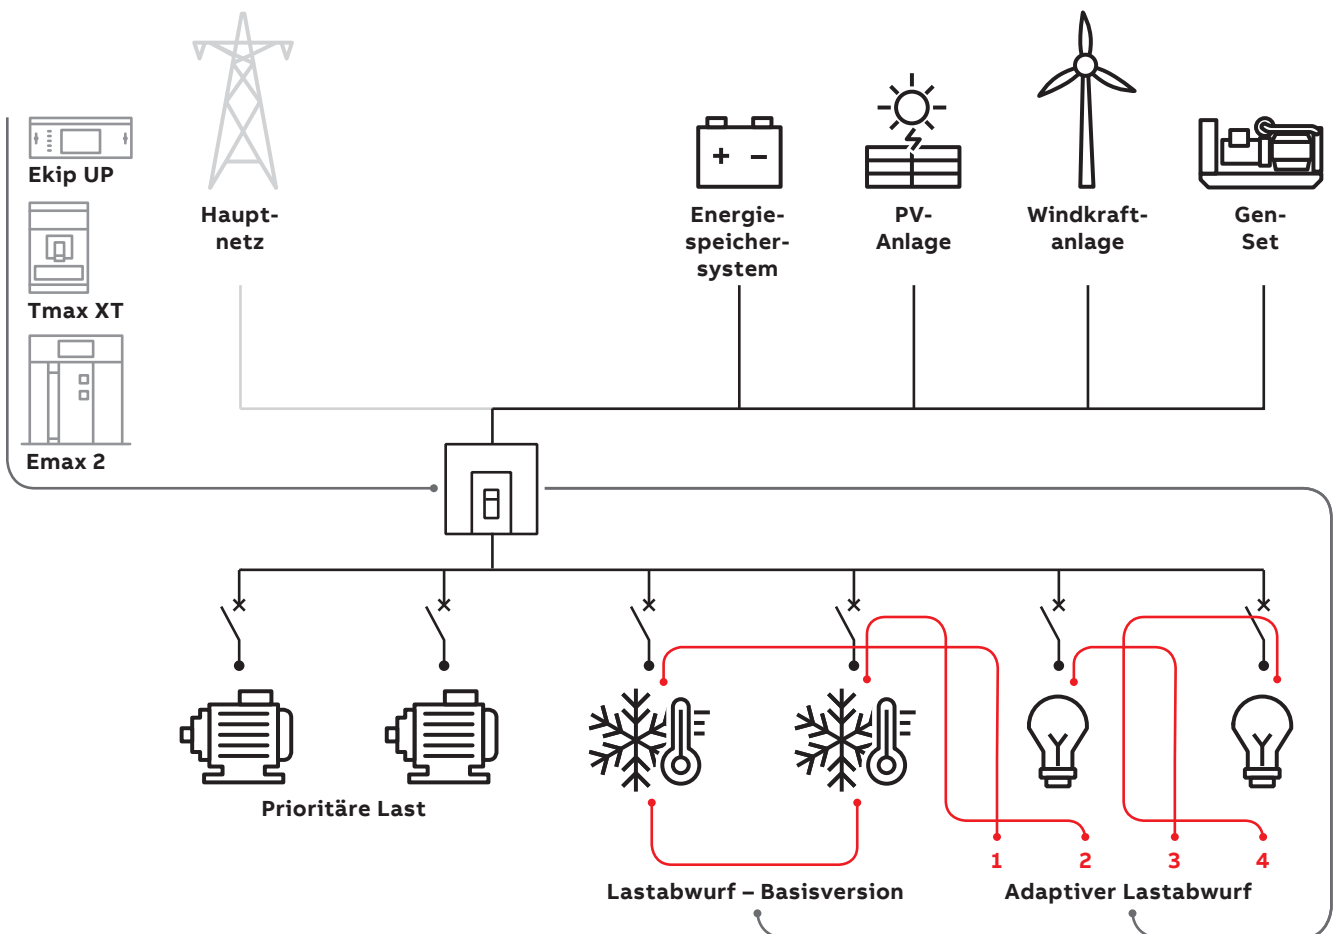 Ekip UP
Tmax XT
Emax 2
Haupt-
netz
Energie-
speicher-
system
PV-
Anlage
Windkraft-
anlage
Gen-
Set
Prioritäre Last
1
2
3
4
Lastabwurf – Basisversion
Adaptiver Lastabwurf